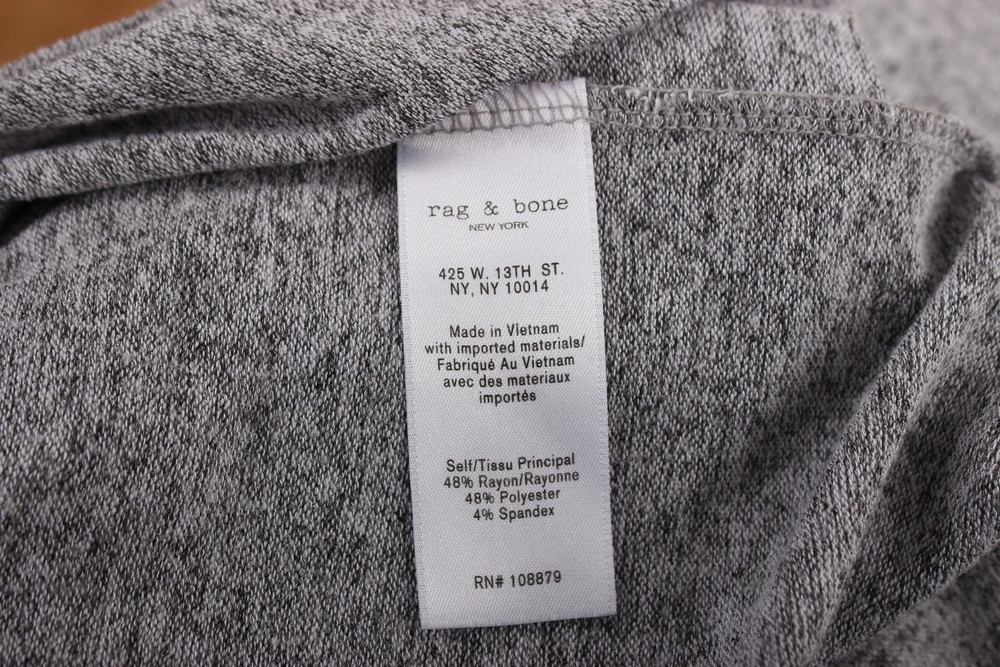 rag & bone
NEW YORK
425 W. 13TH ST.
NY, NY 10014
Made in Vietnam
with imported materials/
Fabriqué Au Vietnam
avec des materiaux
importés
Self/Tissu Principal
48% Rayon/Rayonne
48% Polyester
4% Spandex
RN# 108879